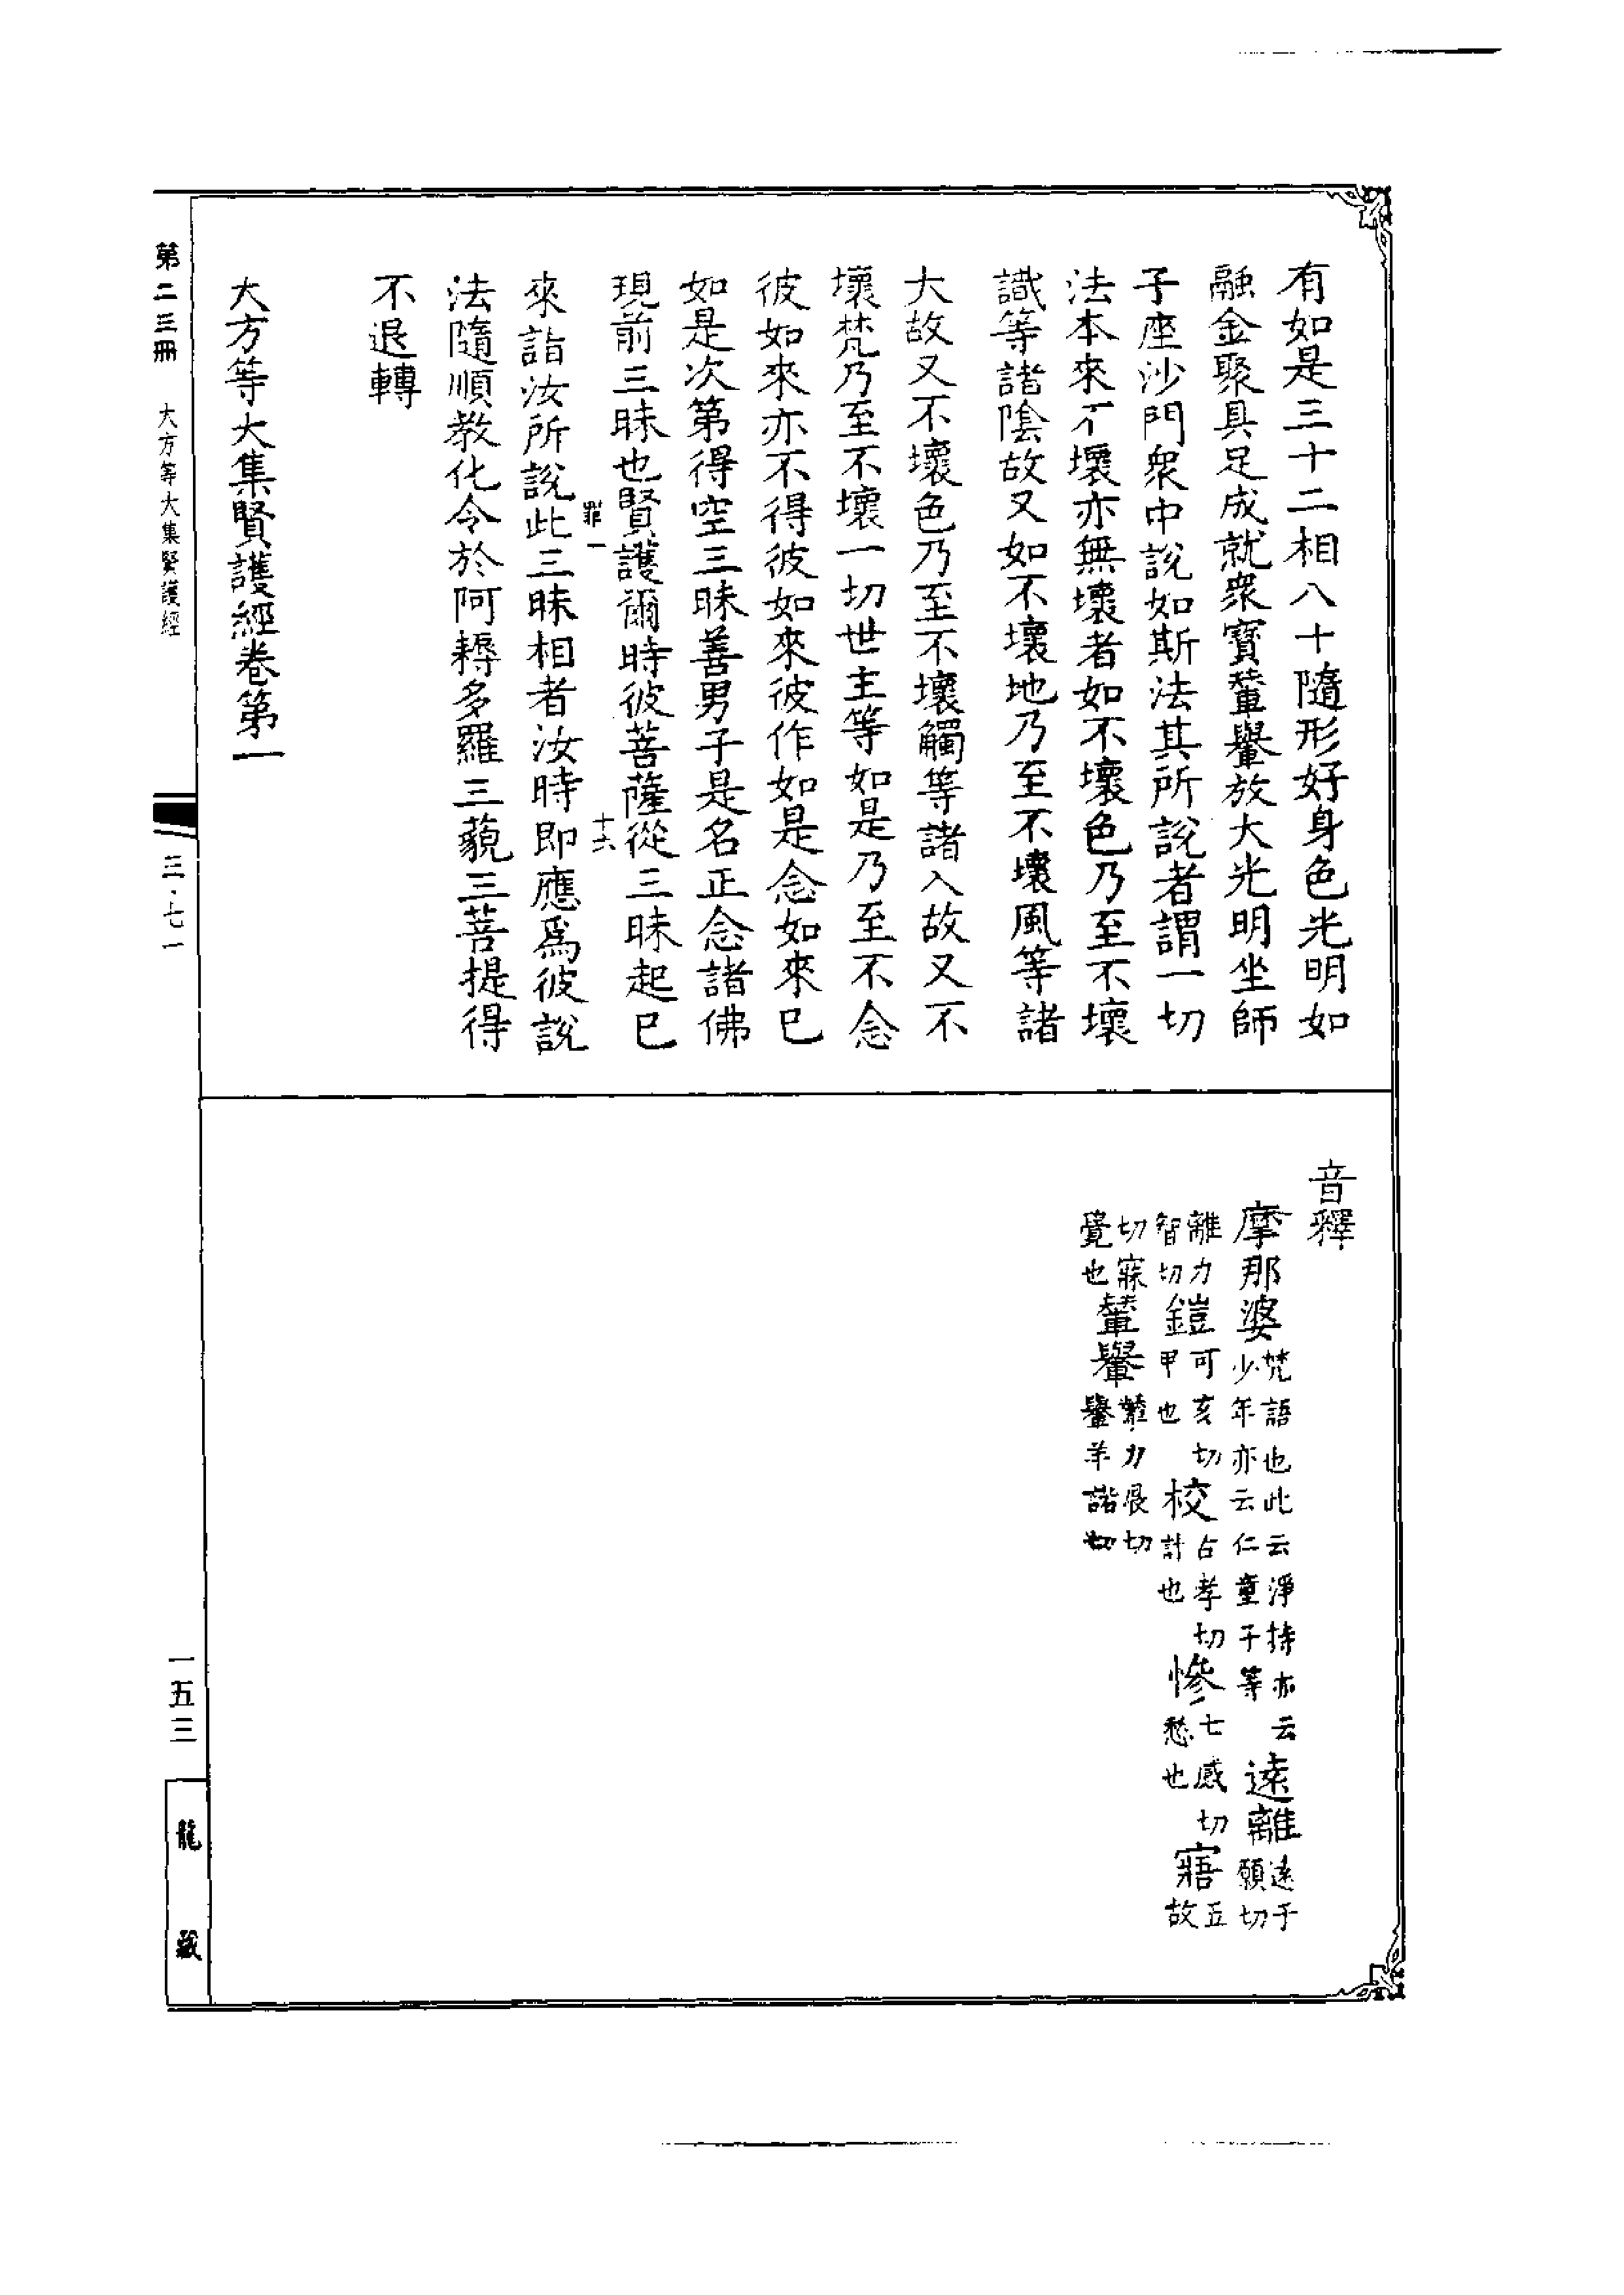 有如是三十二相八十隨形好身色光明如
融金聚具足成就衆寶輦轝放大光明坐師
子座沙門衆中說如斯法其所說者謂一切
法本來不壞亦無壞者如不壞色乃至不壞
識等諸陰故又如不壞地乃至不壞風等諸
大故又不壞色乃至不壞觸等諸入故又不
壞梵乃至不壞一切世主等如是乃至不念
彼如來亦不得彼如來彼作如是念如來已
如是次第得空三昧善男子是名正念諸佛
現前三昧也賢護爾時彼菩薩從三昧起已
罪一
十六
來詣汝所說此三昧相者汝時即應爲彼說
法隨順教化令於阿耨多羅三藐三菩提得
不退轉
大方等大集賢護經卷第一
音釋
摩那婆梵語也此云淨持亦云少年亦云仁童子等 遠離遠于願切
離力智切 鎧可亥切甲也 校古孝切計也 慘七感切愁也 寤五故
切寐覺也 輦轝輦力展切轝羊諸切
第二三冊 大方等大集賢護經
三·七一
一五三
龍藏